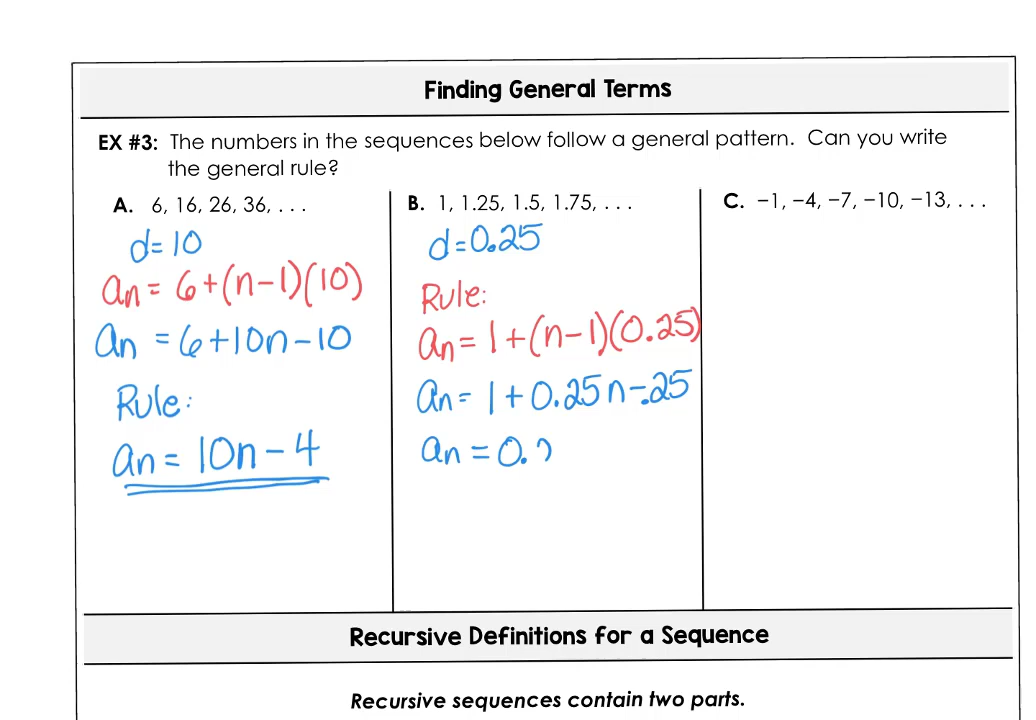 Finding General Terms
EX #3: The numbers in the sequences below follow a general pattern. Can you write
the general rule?
A. 6, 16, 26, 36, . . .
d = 10
an = 6+(n-1)(10)
an = 6+10n-10
Rule:
an = 10n-4
B. 1, 1.25, 1.5, 1.75, . . .
d=0.25
Rule:
an = 1+(n-1)(0.25)
an = 1+0.25n-.25
an = 0.
C. −1, −4, −7, −10, −13, . . .
Recursive Definitions for a Sequence
Recursive sequences contain two parts.